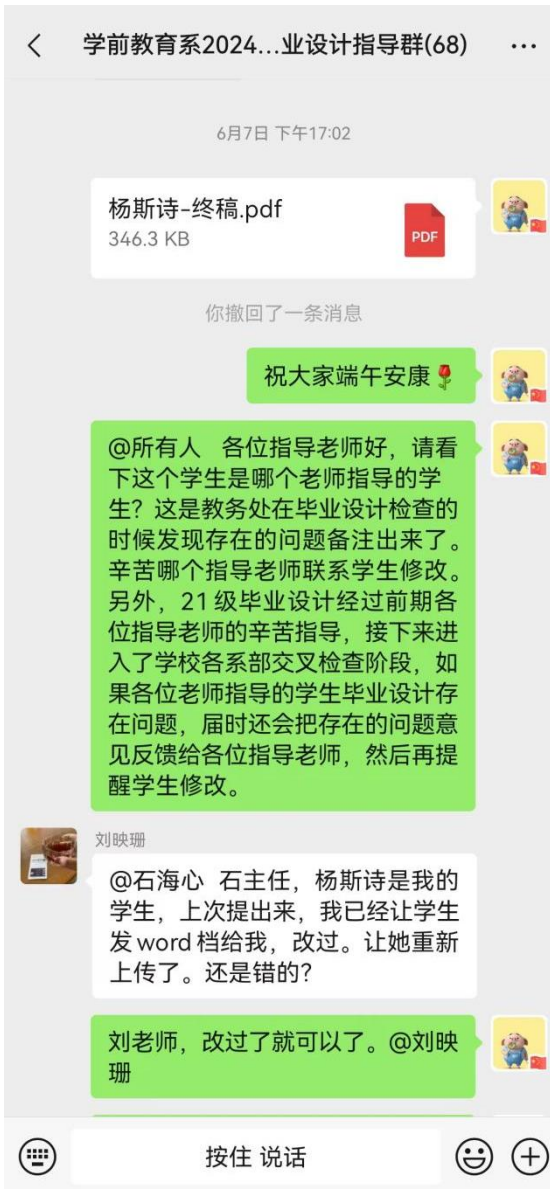 学前教育系2024...业设计指导群(68)
6月7日 下午17:02
杨斯诗-终稿.pdf
346.3 KB
PDF
你撤回了一条消息
祝大家端午安康🌹
@所有人 各位指导老师好，请看
下这个学生是哪个老师指导的学
生？这是教务处在毕业设计检查的
时候发现存在的问题备注出来了。
辛苦哪个指导老师联系学生修改。
另外，21级毕业设计经过前期各
位指导老师的辛苦指导，接下来进
入了学校各系部交叉检查阶段，如
果各位老师指导的学生毕业设计存
在问题，届时还会把存在的问题意
见反馈给各位指导老师，然后再提
醒学生修改。
刘映珊
@石海心 石主任，杨斯诗是我的
学生，上次提出来，我已经让学生
发word档给我，改过。让她重新
上传了。还是错的？
刘老师，改过了就可以了。@刘映
珊
按住 说话